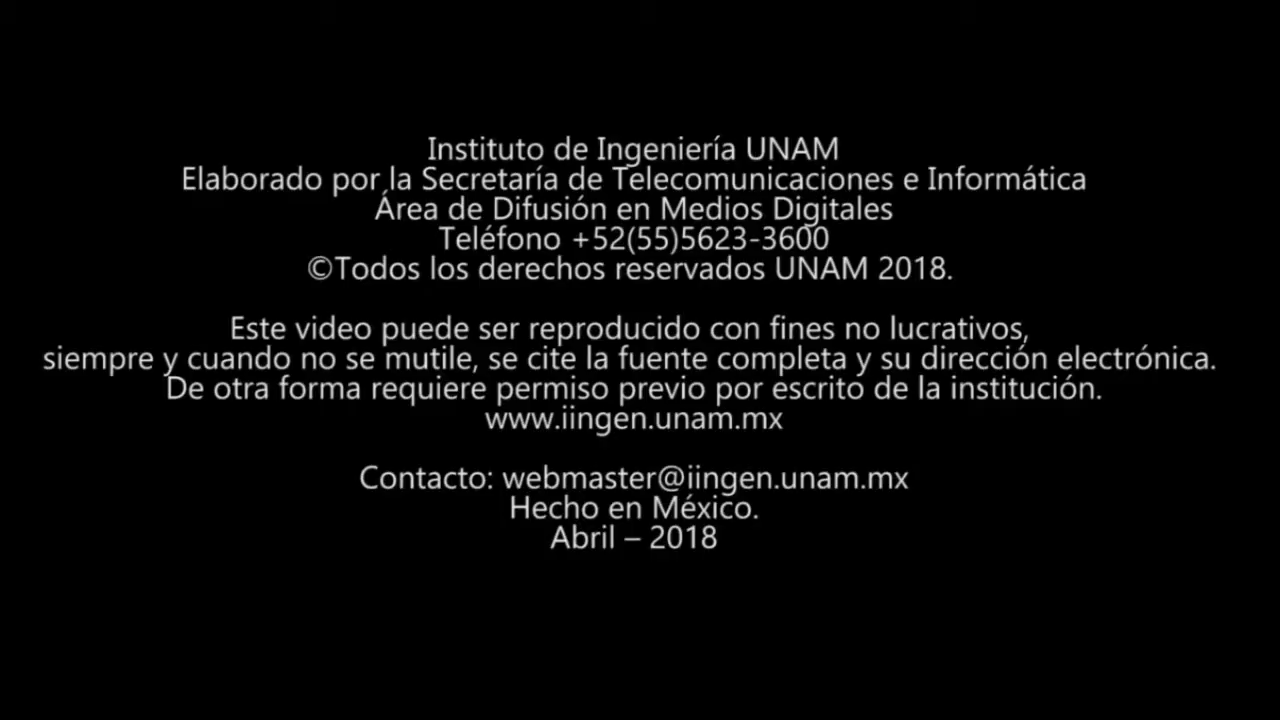 Instituto de Ingeniería UNAM
Elaborado por la Secretaría de Telecomunicaciones e Informática
Área de Difusión en Medios Digitales
Teléfono +52(55)5623-3600
©Todos los derechos reservados UNAM 2018.
Este video puede ser reproducido con fines no lucrativos,
siempre y cuando no se mutile, se cite la fuente completa y su dirección electrónica.
De otra forma requiere permiso previo por escrito de la institución.
www.iingen.unam.mx
Contacto: webmaster@iingen.unam.mx
Hecho en México.
Abril – 2018